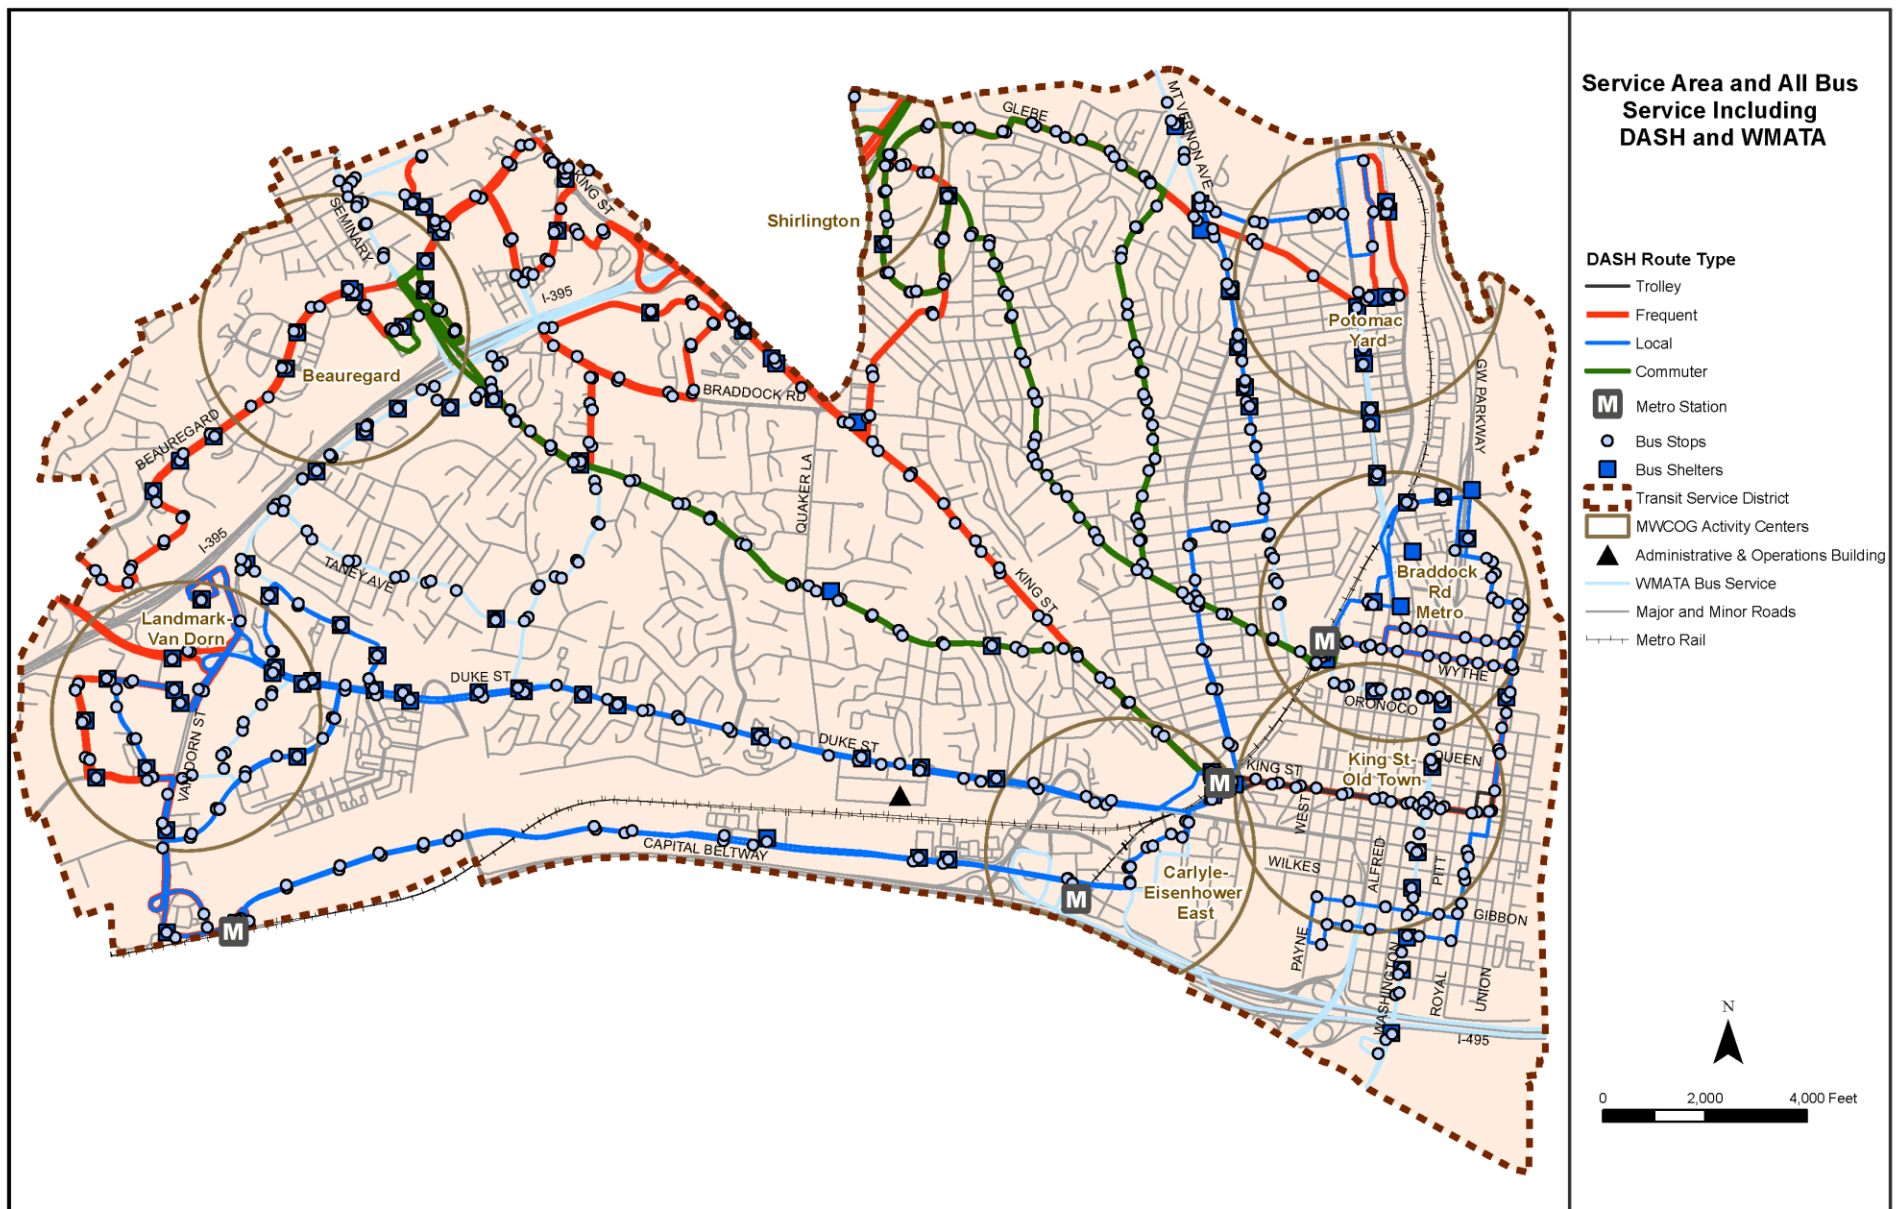 Service Area and All Bus
Service Including
DASH and WMATA
DASH Route Type
Trolley
Frequent
Local
Commuter
M
Metro Station
Bus Stops
Bus Shelters
Transit Service District
MWCOG Activity Centers
Administrative & Operations Building
WMATA Bus Service
Major and Minor Roads
Metro Rail
N
0
2,000
4,000 Feet
GLEBE
MT VERNON AVE
KING ST
SEMINARY
Shirlington
I-395
Potomac
Yard
Beauregard
GW PARKWAY
BRADDOCK RD
BEAUREGARD
QUAKER LA
I-395
TANEY AVE
KING ST
Braddock
Rd
Metro
Landmark-
Van Dorn
M
WYTHE
DUKE ST
ORONOCO
VAN DORN ST
DUKE ST
KING ST
King St-
Old Town
QUEEN
M
WEST
CAPITAL BELTWAY
WILKES
ALFRED
PITT
Carlyle-
Eisenhower
East
M
GIBBON
M
PAYNE
WASHINGTON
ROYAL
UNION
I-495